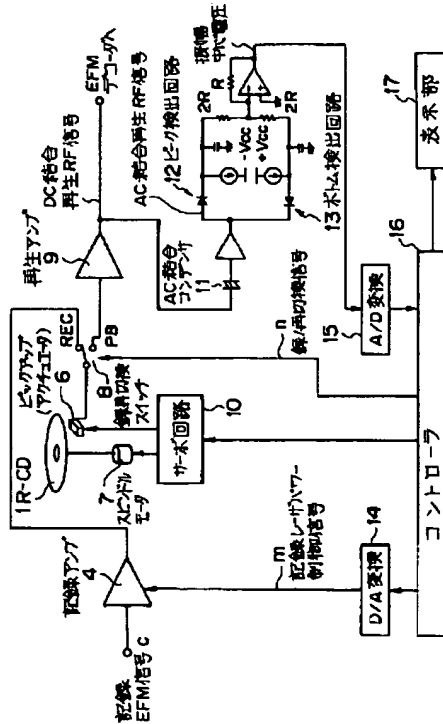 記録
EFM信号 C
記録アンプ
4
1R-CD
ピックアップ
(アクチュエータ)
6
7
スピンドル
モータ
REC
PB
8
録再切換
スイッチ
サーボ回路
10
再生アンプ
9
DC結合
再生RF信号
EFM
デコーダへ
AC結合
コンデンサ
11
AC結合再生RF信号
12 ピーク検出回路
-Vcc
+Vcc
13 ボトム検出回路
2R
2R
R
振幅
中心電圧
n
録/再切換信号
m
記録レーザパワー
制御信号
D/A変換
14
15
A/D変換
コントローラ
16
表示部
17